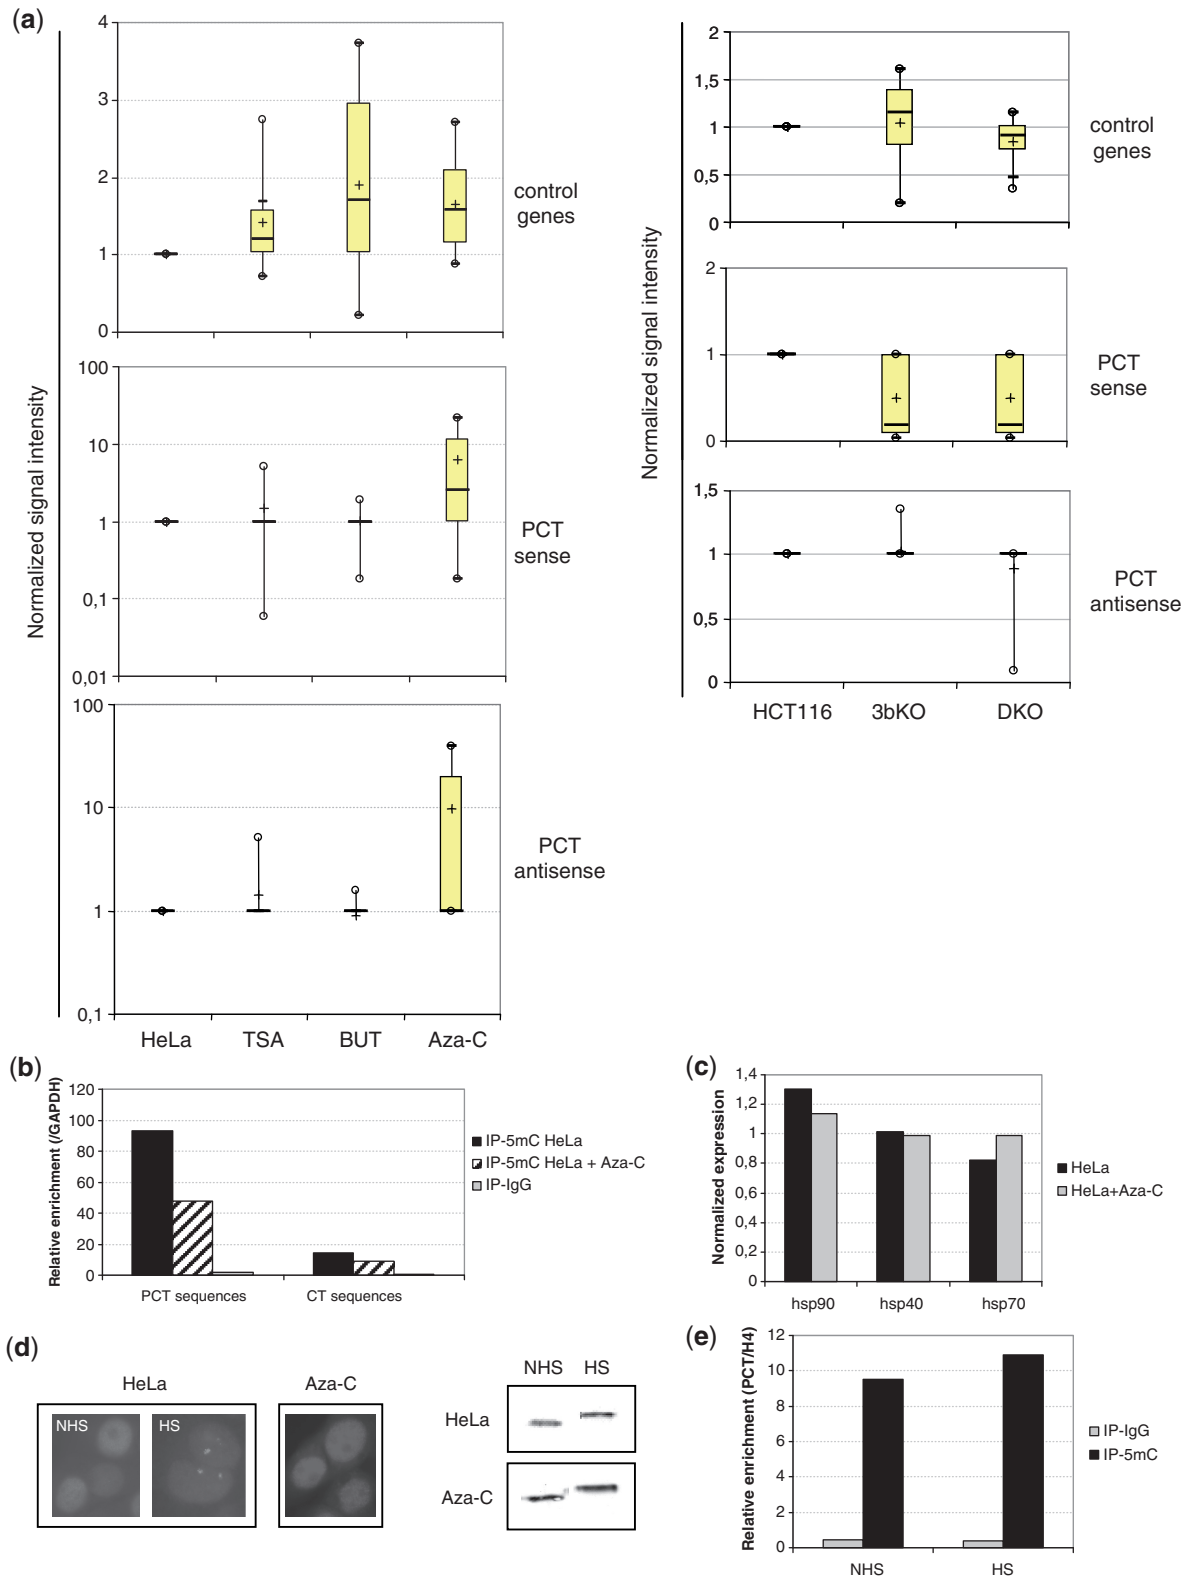 (a)
Normalized signal intensity
4
3
2
1
0
control
genes
100
10
1
0,1
0,01
PCT
sense
100
10
1
0,1
PCT
antisense
HeLa TSA BUT Aza-C
Normalized signal intensity
2
1,5
1
0,5
0
control
genes
2
1
0
PCT
sense
1,5
1
0,5
0
PCT
antisense
HCT116 3bKO DKO
(b)
Relative enrichment (/GAPDH)
120
100
80
60
40
20
0
PCT sequences CT sequences
IP-5mC HeLa
IP-5mC HeLa + Aza-C
IP-IgG
(c)
Normalized expression
1,4
1,2
1
0,8
0,6
0,4
0,2
0
hsp90 hsp40 hsp70
HeLa
HeLa+Aza-C
(d)
HeLa Aza-C
NHS HS
NHS HS
HeLa
Aza-C
(e)
Relative enrichment (PCT/H4)
12
10
8
6
4
2
0
NHS HS
IP-IgG
IP-5mC